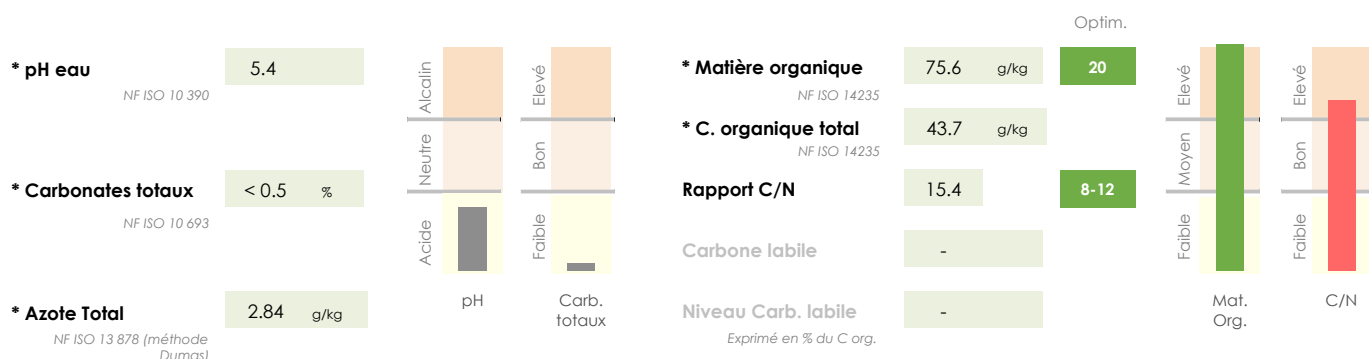 Optim.
* pH eau 5.4
NF ISO 10 390
* Carbonates totaux < 0.5 %
NF ISO 10 693
* Azote Total 2.84 g/kg
NF ISO 13 878 (méthode
Dumas)
Alcalin
Neutre
Acide
pH
Elevé
Bon
Faible
Carb.
totaux
* Matière organique 75.6 g/kg 20
NF ISO 14235
* C. organique total 43.7 g/kg
NF ISO 14235
Rapport C/N 15.4 8-12
Carbone labile -
Niveau Carb. labile -
Exprimé en % du C org.
Elevé
Moyen
Faible
Mat.
Org.
Elevé
Bon
Faible
C/N